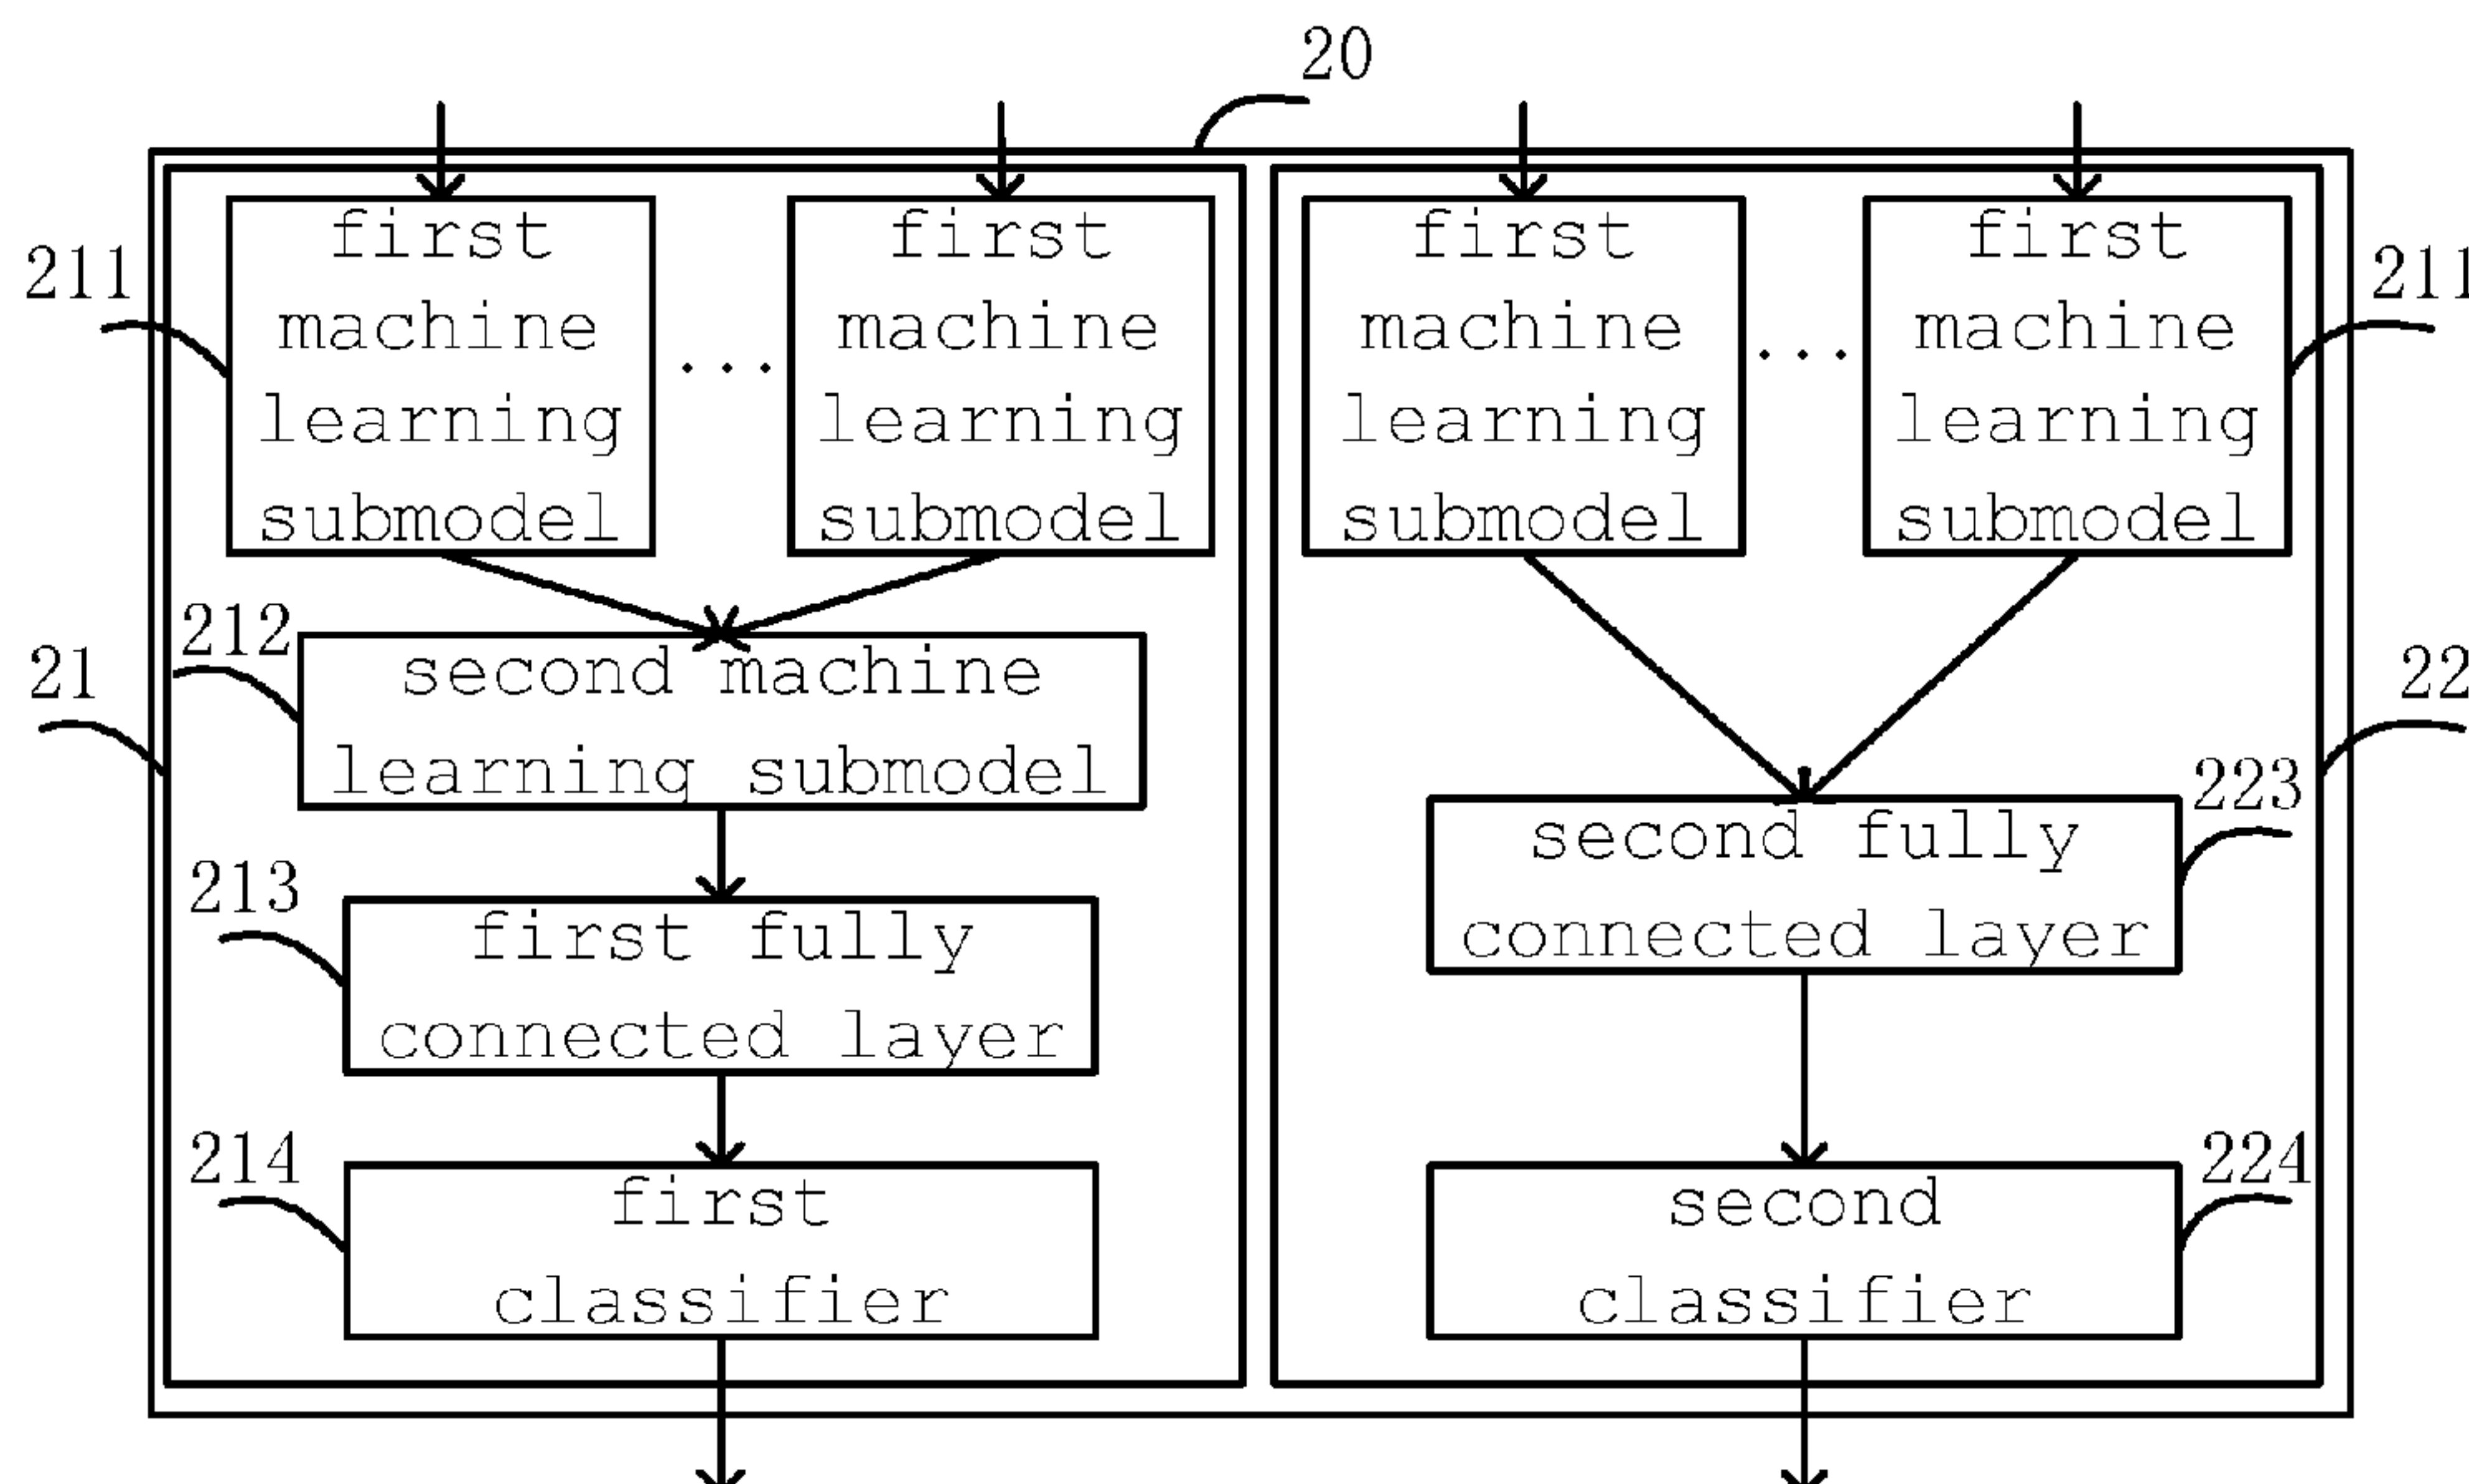 20
211
first
machine
learning
submodel
...
first
machine
learning
submodel
first
machine
learning
submodel
...
first
machine
learning
submodel
211
21
212
second machine
learning submodel
213
first fully
connected layer
214
first
classifier
22
223
second fully
connected layer
224
second
classifier